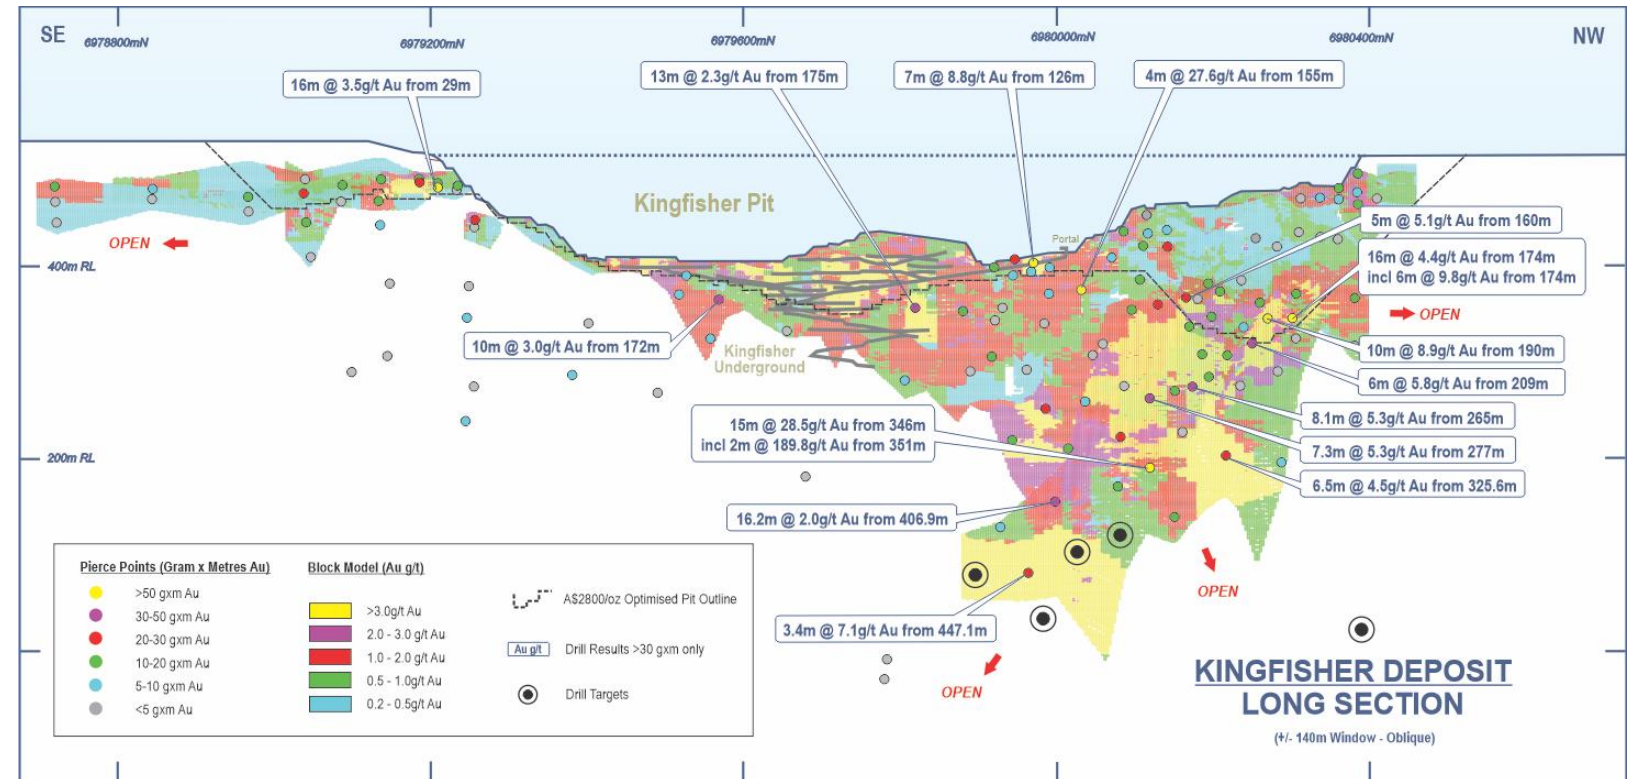 SE
6978800mN
6979200mN
6979600mN
6980000mN
6980400mN
NW
16m @ 3.5g/t Au from 29m
13m @ 2.3g/t Au from 175m
7m @ 8.8g/t Au from 126m
4m @ 27.6g/t Au from 155m
Kingfisher Pit
Portal
5m @ 5.1g/t Au from 160m
16m @ 4.4g/t Au from 174m
incl 6m @ 9.8g/t Au from 174m
OPEN
400m RL
OPEN
10m @ 3.0g/t Au from 172m
Kingfisher
Underground
10m @ 8.9g/t Au from 190m
6m @ 5.8g/t Au from 209m
8.1m @ 5.3g/t Au from 265m
15m @ 28.5g/t Au from 346m
incl 2m @ 189.8g/t Au from 351m
7.3m @ 5.3g/t Au from 277m
200m RL
6.5m @ 4.5g/t Au from 325.6m
16.2m @ 2.0g/t Au from 406.9m
OPEN
3.4m @ 7.1g/t Au from 447.1m
OPEN
Pierce Points (Gram x Metres Au)
>50 gxm Au
30-50 gxm Au
20-30 gxm Au
10-20 gxm Au
5-10 gxm Au
<5 gxm Au
Block Model (Au g/t)
>3.0g/t Au
2.0 - 3.0 g/t Au
1.0 - 2.0 g/t Au
0.5 - 1.0g/t Au
0.2 - 0.5g/t Au
A$2800/oz Optimised Pit Outline
Au g/t
Drill Results >30 gxm only
Drill Targets
KINGFISHER DEPOSIT
LONG SECTION
(+/- 140m Window - Oblique)